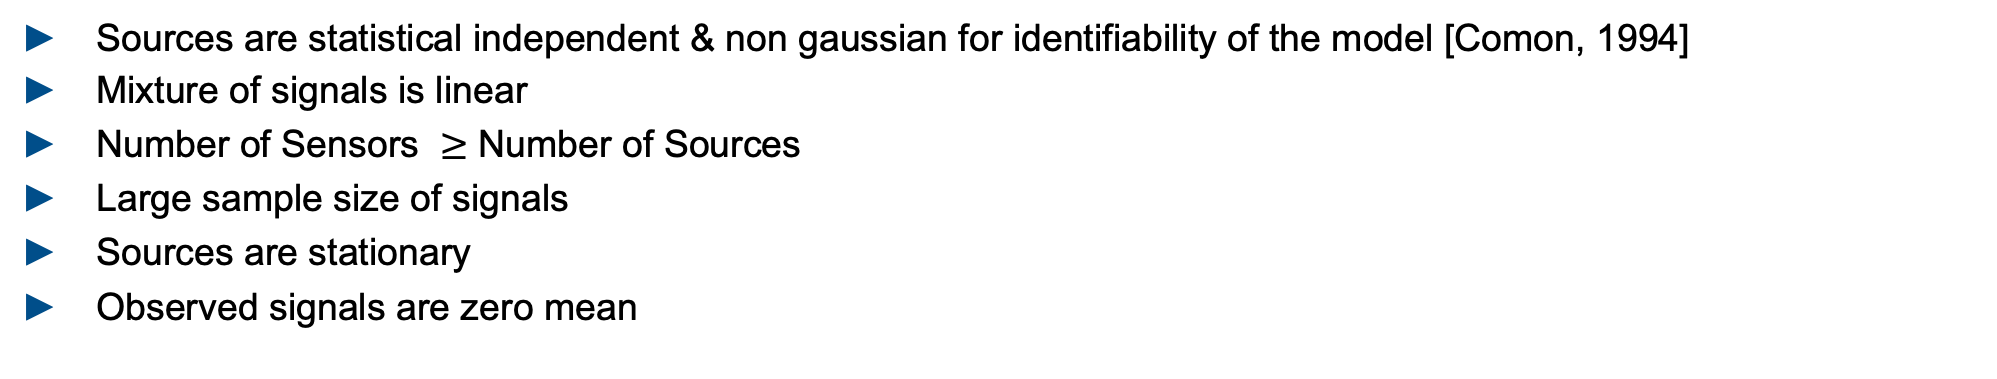 ► Sources are statistical independent & non gaussian for identifiability of the model [Comon, 1994]
► Mixture of signals is linear
► Number of Sensors ≥ Number of Sources
► Large sample size of signals
► Sources are stationary
► Observed signals are zero mean